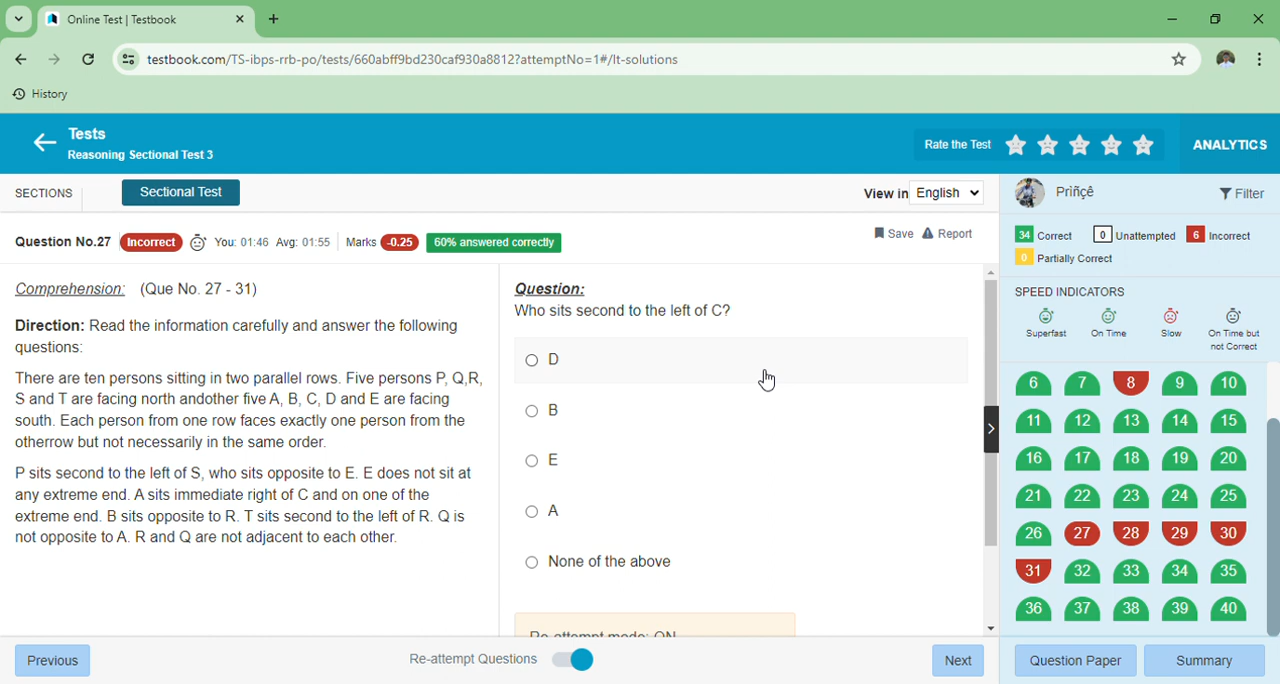 Online Test | Testbook
testbook.com/TS-ibps-rrb-po/tests/660abff9bd230caf930a8812?attemptNo=1#/lt-solutions
History
Tests
Reasoning Sectional Test 3
Rate the Test
ANALYTICS
SECTIONS
Sectional Test
View in English
Prïñçê
Filter
Question No.27 Incorrect You: 01:46 Avg: 01:55 Marks -0.25 60% answered correctly
Save Report
34 Correct 0 Unattempted 6 Incorrect
0 Partially Correct
Comprehension: (Que No. 27 - 31)
Direction: Read the information carefully and answer the following
questions:
There are ten persons sitting in two parallel rows. Five persons P, Q,R,
S and T are facing north andother five A, B, C, D and E are facing
south. Each person from one row faces exactly one person from the
otherrow but not necessarily in the same order.
P sits second to the left of S, who sits opposite to E. E does not sit at
any extreme end. A sits immediate right of C and on one of the
extreme end. B sits opposite to R. T sits second to the left of R. Q is
not opposite to A. R and Q are not adjacent to each other.
Question:
Who sits second to the left of C?
D
B
E
A
None of the above
Re-attempt mode: ON
SPEED INDICATORS
Superfast On Time Slow On Time but
not Correct
6 7 8 9 10
11 12 13 14 15
16 17 18 19 20
21 22 23 24 25
26 27 28 29 30
31 32 33 34 35
36 37 38 39 40
Previous
Re-attempt Questions
Next
Question Paper
Summary